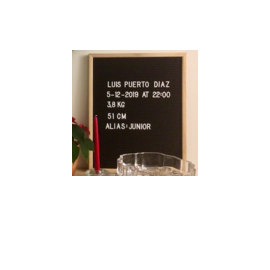 LUIS PUERTO DIAZ
5-12-2019 AT 22:00
3,8 KG
51 CM
ALIAS: JUNIOR